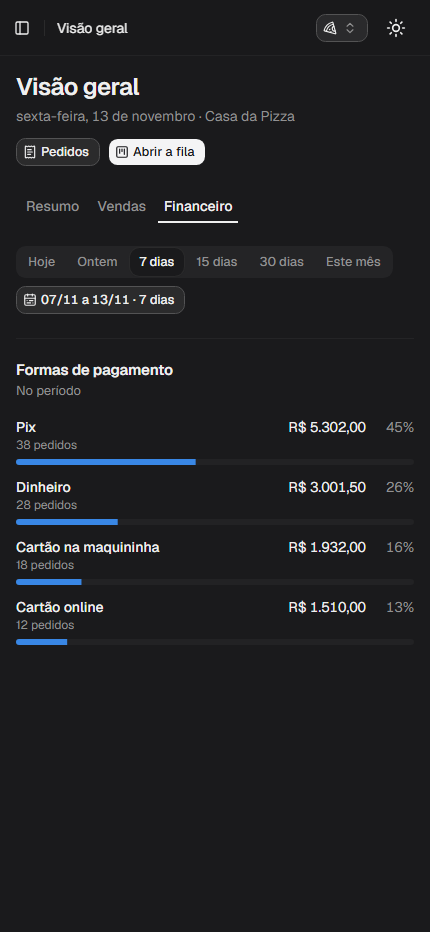 Visão geral
Visão geral
sexta-feira, 13 de novembro · Casa da Pizza
Pedidos
Abrir a fila
Resumo Vendas Financeiro
Hoje Ontem 7 dias 15 dias 30 dias Este mês
07/11 a 13/11 · 7 dias
Formas de pagamento
No período
Pix R$ 5.302,00 45%
38 pedidos
Dinheiro R$ 3.001,50 26%
28 pedidos
Cartão na maquininha R$ 1.932,00 16%
18 pedidos
Cartão online R$ 1.510,00 13%
12 pedidos